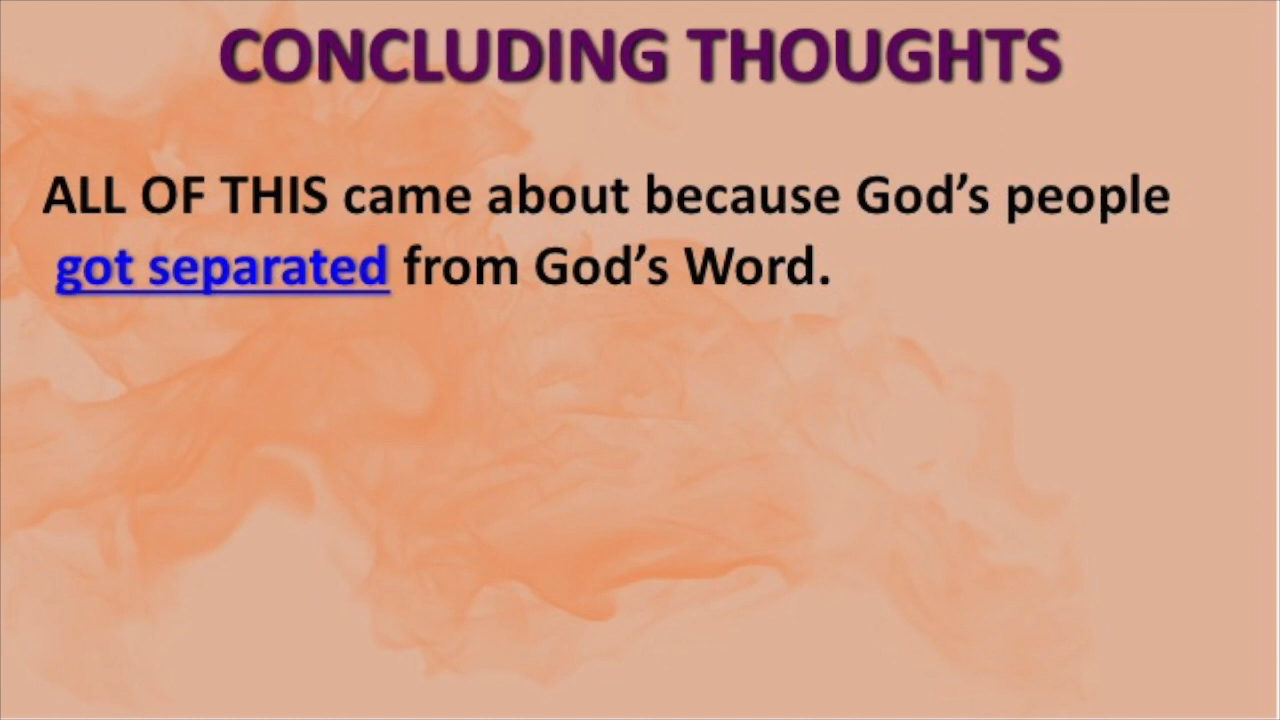 CONCLUDING THOUGHTS
ALL OF THIS came about because God’s people
got separated from God’s Word.